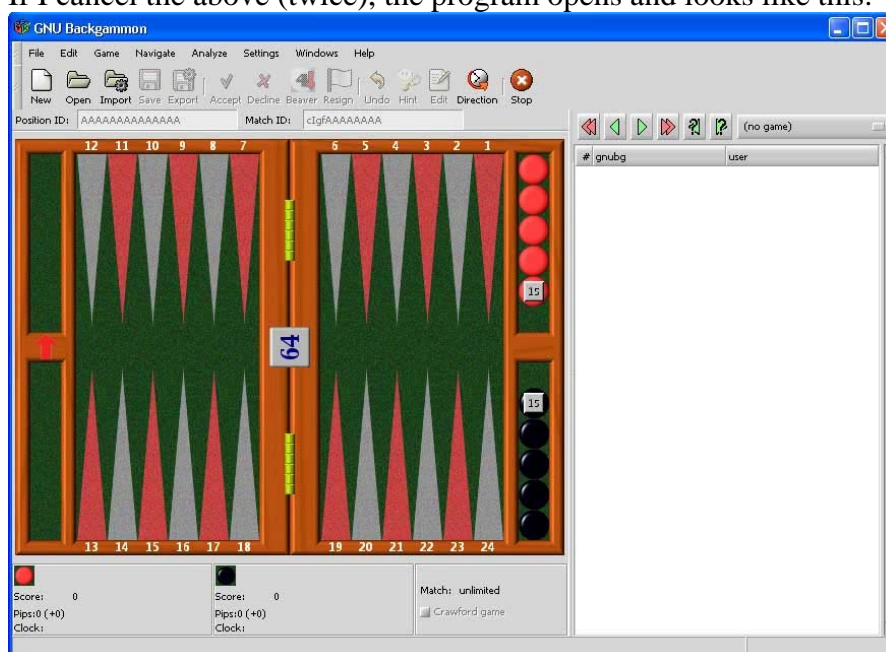 If I cancel the above (twice), the program opens and looks like this:
GNU Backgammon
File Edit Game Navigate Analyze Settings Windows Help
New Open Import Save Export Accept Decline Beaver Resign Undo Hint Edit Direction Stop
Position ID: AAAAAAAAAAAAAA Match ID: cIgfAAAAAAAA
(no game)
# gnubg user
12 11 10 9 8 7 6 5 4 3 2 1
15
64
15
13 14 15 16 17 18 19 20 21 22 23 24
Score: 0 Score: 0 Match: unlimited
Pips:0 (+0) Pips:0 (+0) Crawford game
Clock: Clock: